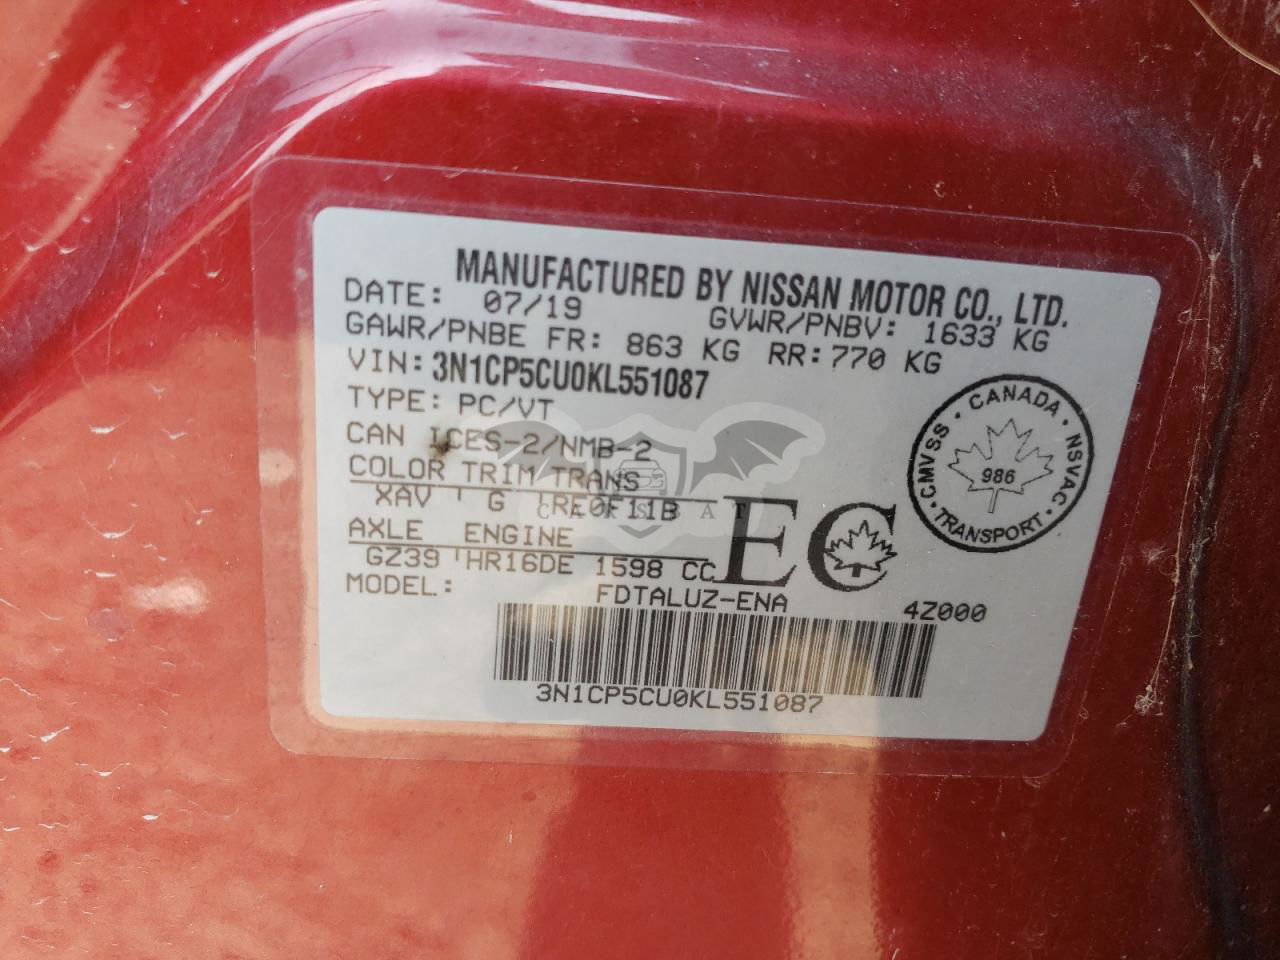 MANUFACTURED BY NISSAN MOTOR CO., LTD.
DATE: 07/19 GVWR/PNBV: 1633 KG
GAWR/PNBE FR: 863 KG RR: 770 KG
VIN: 3N1CP5CU0KL551087
TYPE: PC/VT
CAN ICES-2/NMB-2
COLOR TRIM TRANS
XAV G RE0F11B
CARSBAT
AXLE ENGINE
GZ39 HR16DE 1598 CC
EC
MODEL: FDTALUZ-ENA 4Z000
3N1CP5CU0KL551087
CMVSS · CANADA · NSVAC · TRANSPORT ·
986